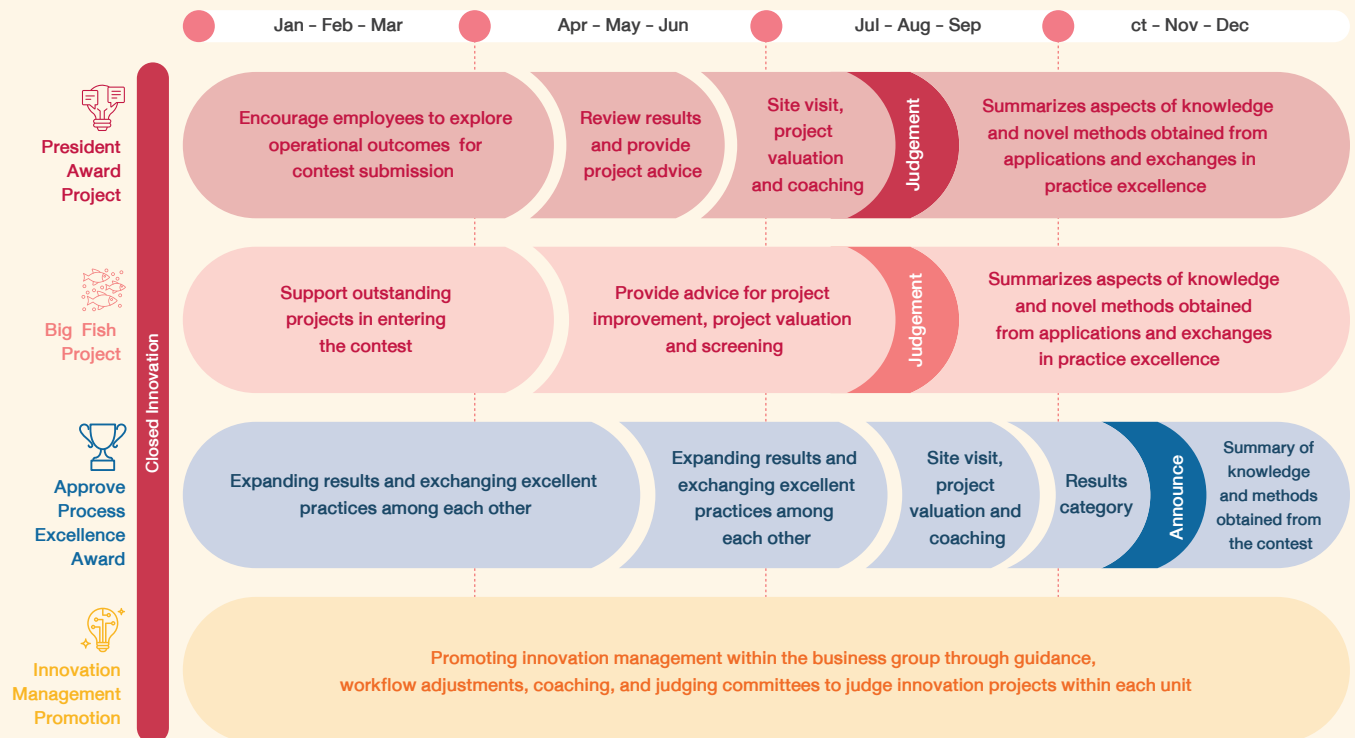 Jan - Feb - Mar
Apr - May - Jun
Jul - Aug - Sep
ct - Nov - Dec
Closed Innovation
President
Award
Project
Encourage employees to explore
operational outcomes for
contest submission
Review results
and provide
project advice
Site visit,
project
valuation
and coaching
Judgement
Summarizes aspects of knowledge
and novel methods obtained from
applications and exchanges in
practice excellence
Big Fish
Project
Support outstanding
projects in entering
the contest
Provide advice for project
improvement, project valuation
and screening
Judgement
Summarizes aspects of knowledge
and novel methods obtained
from applications and exchanges
in practice excellence
Approve
Process
Excellence
Award
Expanding results and exchanging excellent
practices among each other
Expanding results and
exchanging excellent
practices among
each other
Site visit,
project
valuation and
coaching
Results
category
Announce
Summary of
knowledge
and methods
obtained from
the contest
Innovation
Management
Promotion
Promoting innovation management within the business group through guidance,
workflow adjustments, coaching, and judging committees to judge innovation projects within each unit